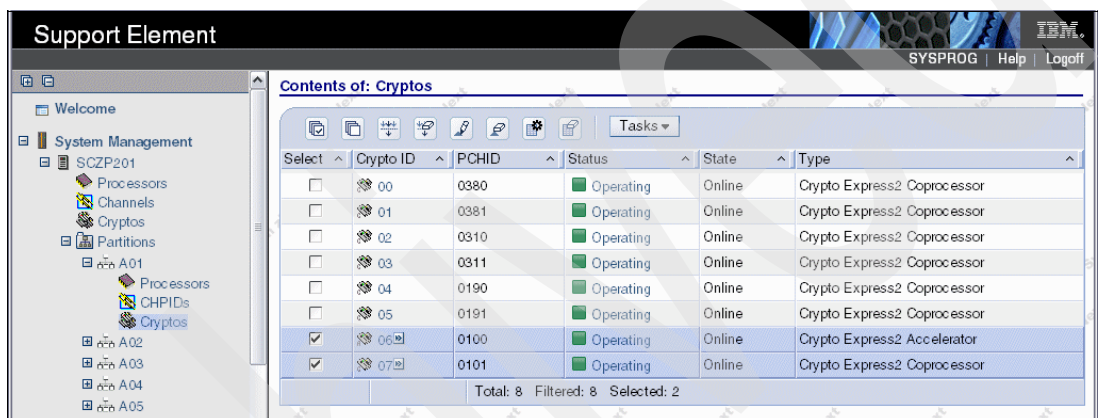 Support Element
IBM.
SYSPROG | Help | Logoff
Welcome
System Management
SCZP201
Processors
Channels
Cryptos
Partitions
A01
Processors
CHPIDs
Cryptos
A02
A03
A04
A05
Contents of: Cryptos
Tasks
Select Crypto ID PCHID Status State Type
00 0380 Operating Online Crypto Express2 Coprocessor
01 0381 Operating Online Crypto Express2 Coprocessor
02 0310 Operating Online Crypto Express2 Coprocessor
03 0311 Operating Online Crypto Express2 Coprocessor
04 0190 Operating Online Crypto Express2 Coprocessor
05 0191 Operating Online Crypto Express2 Coprocessor
06 0100 Operating Online Crypto Express2 Accelerator
07 0101 Operating Online Crypto Express2 Coprocessor
Total: 8 Filtered: 8 Selected: 2